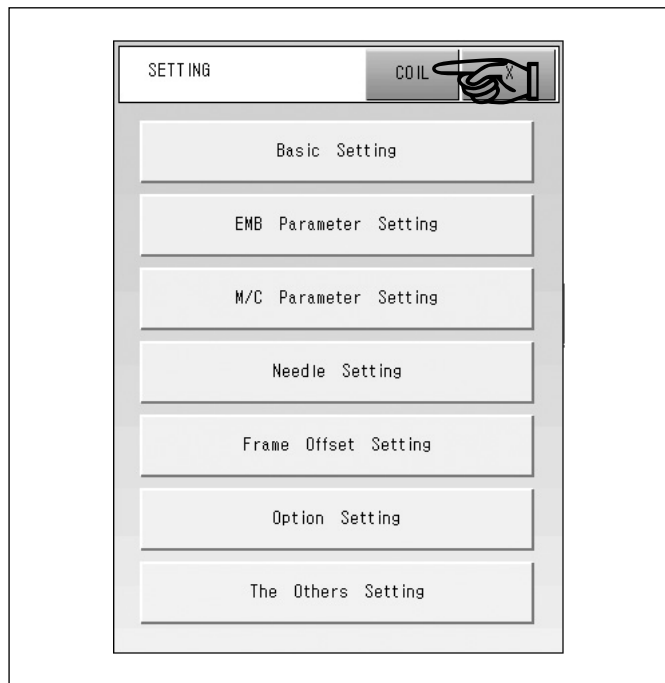 SETTING COIL X
Basic Setting
EMB Parameter Setting
M/C Parameter Setting
Needle Setting
Frame Offset Setting
Option Setting
The Others Setting